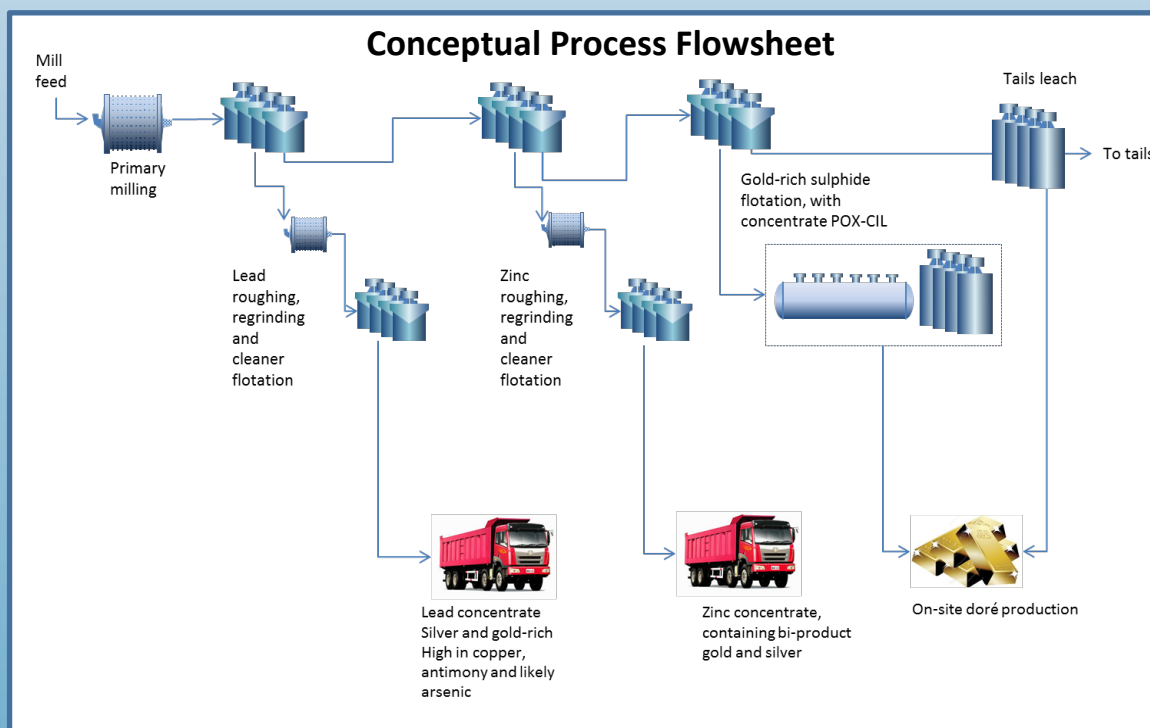 Conceptual Process Flowsheet
Mill
feed
Tails leach
Primary
milling
To tails
Gold-rich sulphide
flotation, with
concentrate POX-CIL
Lead
roughing,
regrinding
and
cleaner
flotation
Zinc
roughing,
regrinding
and
cleaner
flotation
Lead concentrate
Silver and gold-rich
High in copper,
antimony and likely
arsenic
Zinc concentrate,
containing bi-product
gold and silver
On-site doré production